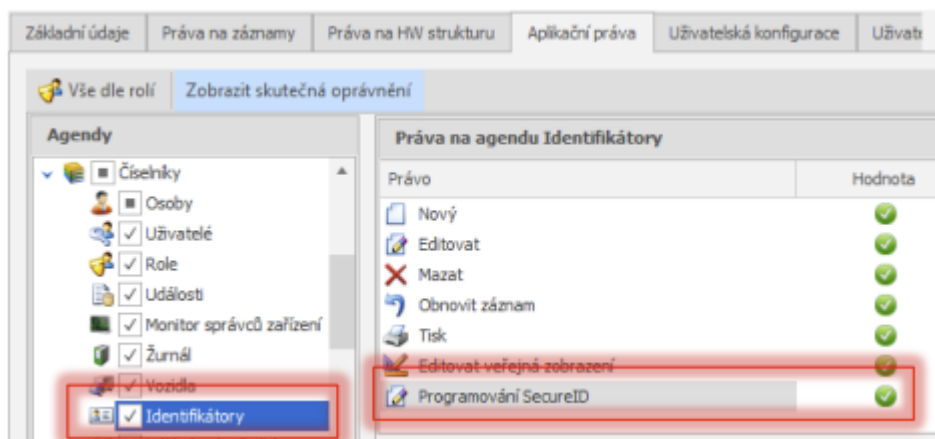 Základní údaje Práva na záznamy Práva na HW strukturu Aplikační práva Uživatelská konfigurace Uživate
Vše dle rolí Zobrazit skutečná oprávnění
Agendy
Číselníky
Osoby
Uživatelé
Role
Události
Monitor správců zařízení
Žurnál
Vozidla
Identifikátory
Práva na agendu Identifikátory
Právo Hodnota
Nový
Editovat
Mazat
Obnovit záznam
Tisk
Editovat veřejná zobrazení
Programování SecureID